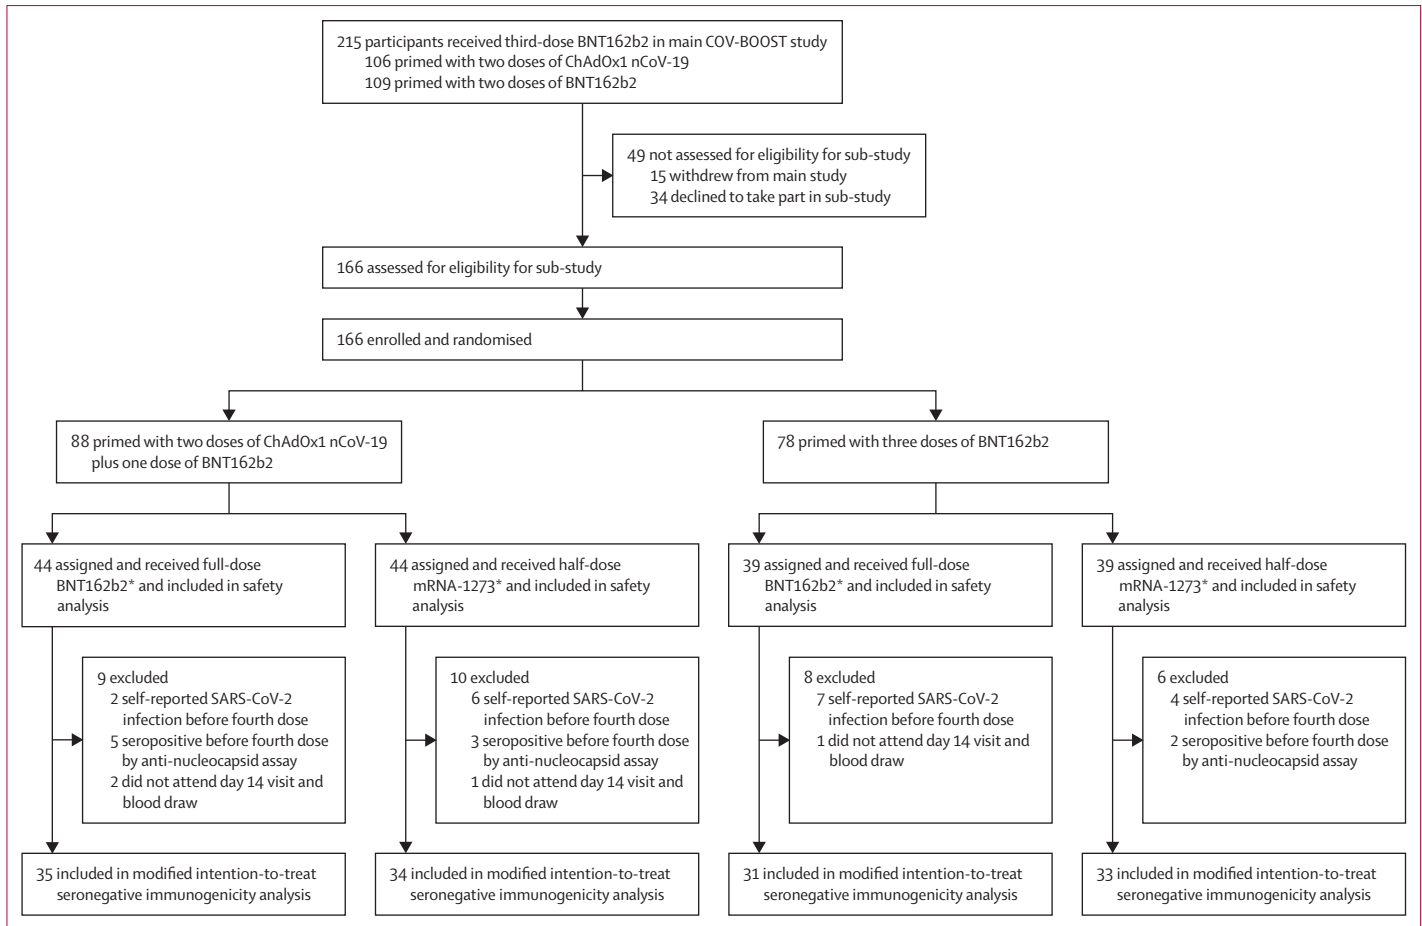 215 participants received third-dose BNT162b2 in main COV-BOOST study
106 primed with two doses of ChAdOx1 nCoV-19
109 primed with two doses of BNT162b2
49 not assessed for eligibility for sub-study
15 withdrew from main study
34 declined to take part in sub-study
166 assessed for eligibility for sub-study
166 enrolled and randomised
88 primed with two doses of ChAdOx1 nCoV-19
plus one dose of BNT162b2
78 primed with three doses of BNT162b2
44 assigned and received full-dose
BNT162b2* and included in safety
analysis
44 assigned and received half-dose
mRNA-1273* and included in safety
analysis
39 assigned and received full-dose
BNT162b2* and included in safety
analysis
39 assigned and received half-dose
mRNA-1273* and included in safety
analysis
9 excluded
2 self-reported SARS-CoV-2
infection before fourth dose
5 seropositive before fourth dose
by anti-nucleocapsid assay
2 did not attend day 14 visit and
blood draw
10 excluded
6 self-reported SARS-CoV-2
infection before fourth dose
3 seropositive before fourth dose
by anti-nucleocapsid assay
1 did not attend day 14 visit and
blood draw
8 excluded
7 self-reported SARS-CoV-2
infection before fourth dose
1 did not attend day 14 visit and
blood draw
6 excluded
4 self-reported SARS-CoV-2
infection before fourth dose
2 seropositive before fourth dose
by anti-nucleocapsid assay
35 included in modified intention-to-treat
seronegative immunogenicity analysis
34 included in modified intention-to-treat
seronegative immunogenicity analysis
31 included in modified intention-to-treat
seronegative immunogenicity analysis
33 included in modified intention-to-treat
seronegative immunogenicity analysis